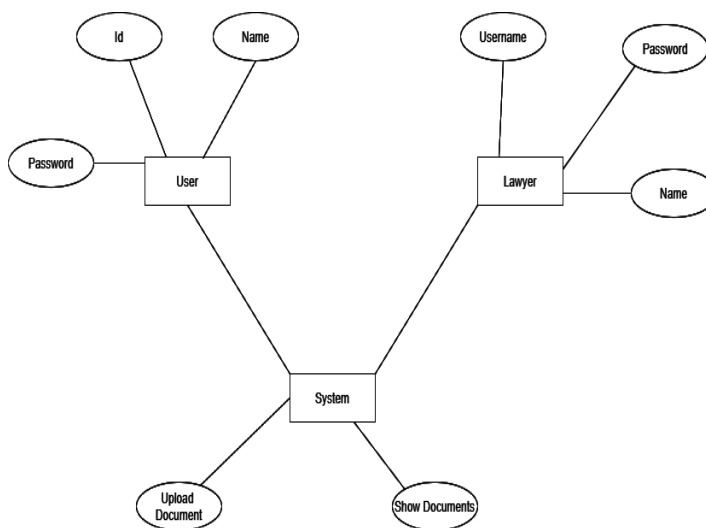 Id
Name
Username
Password
Password
User
Lawyer
Name
System
Upload
Document
Show Documents